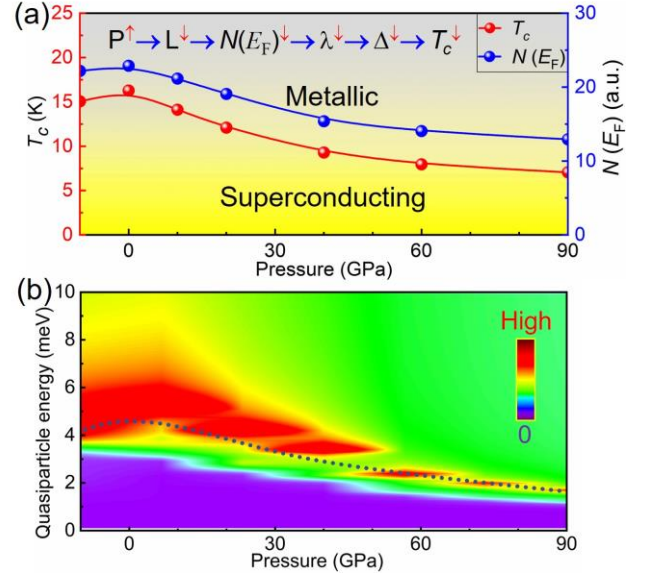 (a)
P↑→L↓→N(E_F)↓→λ↓→Δ↓→T_c↓
T_c
N (E_F)
Metallic
Superconducting
T_c (K)
25
20
15
10
5
0
N (E_F) (a.u.)
30
20
10
0
0 30 60 90
Pressure (GPa)
(b)
High
0
Quasiparticle energy (meV)
10
8
6
4
2
0
0 30 60 90
Pressure (GPa)